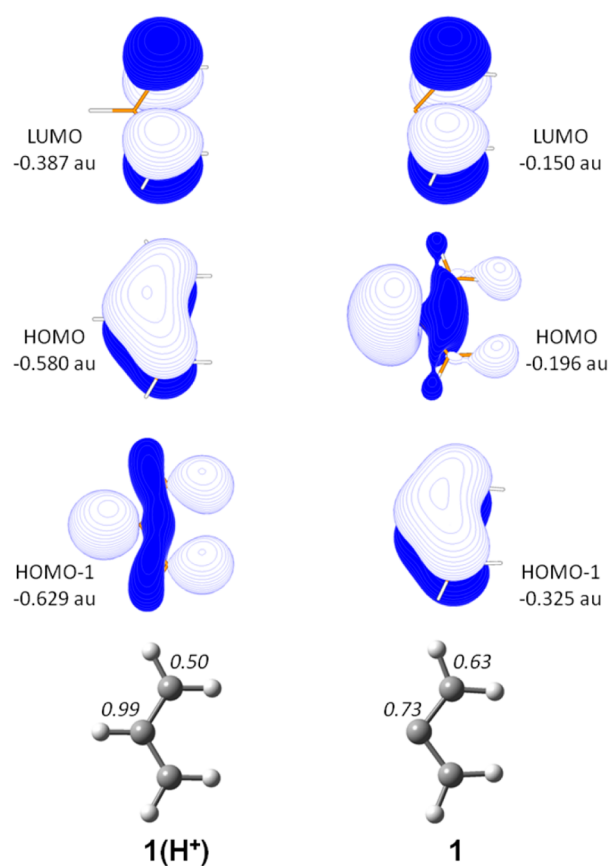 LUMO
-0.387 au
LUMO
-0.150 au
HOMO
-0.580 au
HOMO
-0.196 au
HOMO-1
-0.629 au
HOMO-1
-0.325 au
0.50
0.99
0.63
0.73
1(H⁺)
1